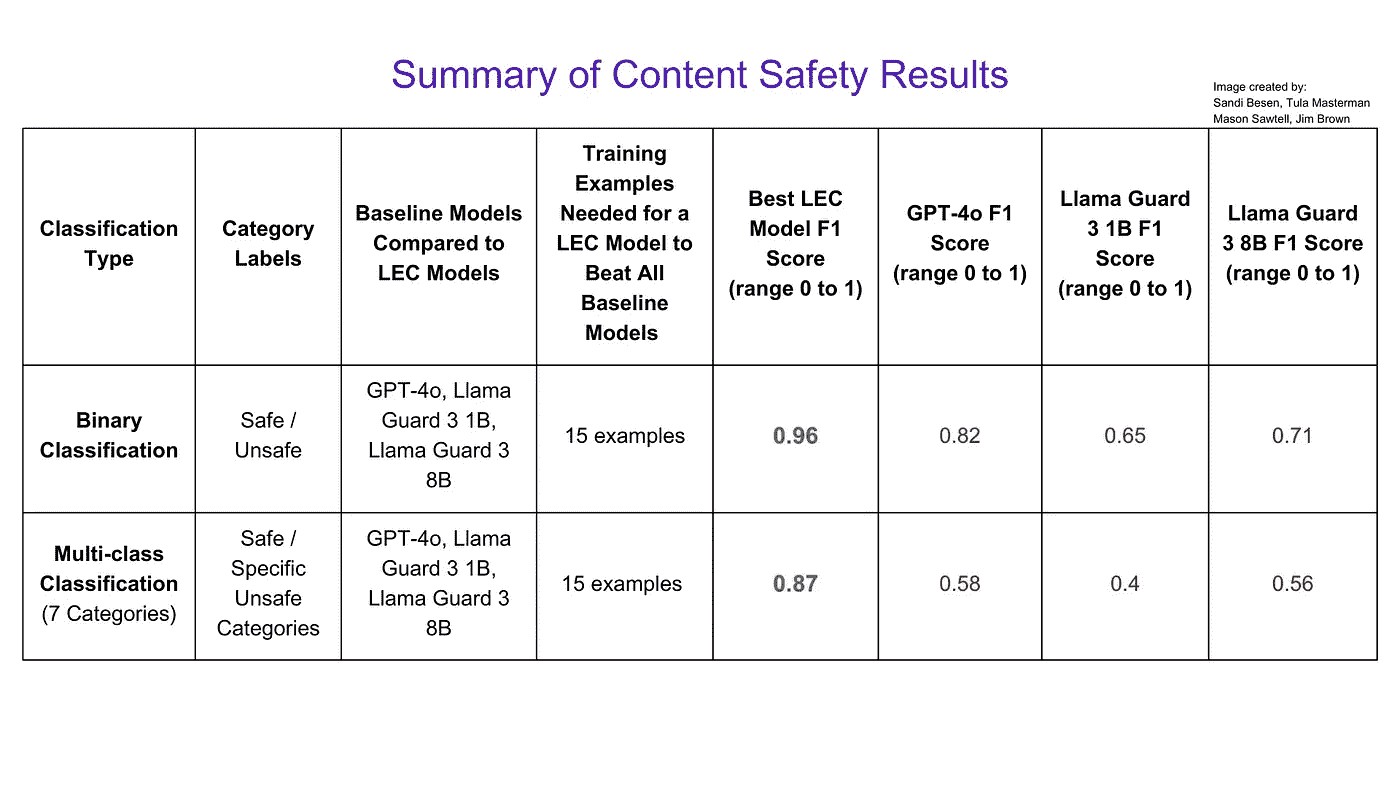 Summary of Content Safety Results
Image created by:
Sandi Besen, Tula Masterman
Mason Sawtell, Jim Brown
Classification
Type
Category
Labels
Baseline Models
Compared to
LEC Models
Training
Examples
Needed for a
LEC Model to
Beat All
Baseline
Models
Best LEC
Model F1
Score
(range 0 to 1)
GPT-4o F1
Score
(range 0 to 1)
Llama Guard
3 1B F1
Score
(range 0 to 1)
Llama Guard
3 8B F1 Score
(range 0 to 1)
Binary
Classification
Safe /
Unsafe
GPT-4o, Llama
Guard 3 1B,
Llama Guard 3
8B
15 examples
0.96
0.82
0.65
0.71
Multi-class
Classification
(7 Categories)
Safe /
Specific
Unsafe
Categories
GPT-4o, Llama
Guard 3 1B,
Llama Guard 3
8B
15 examples
0.87
0.58
0.4
0.56